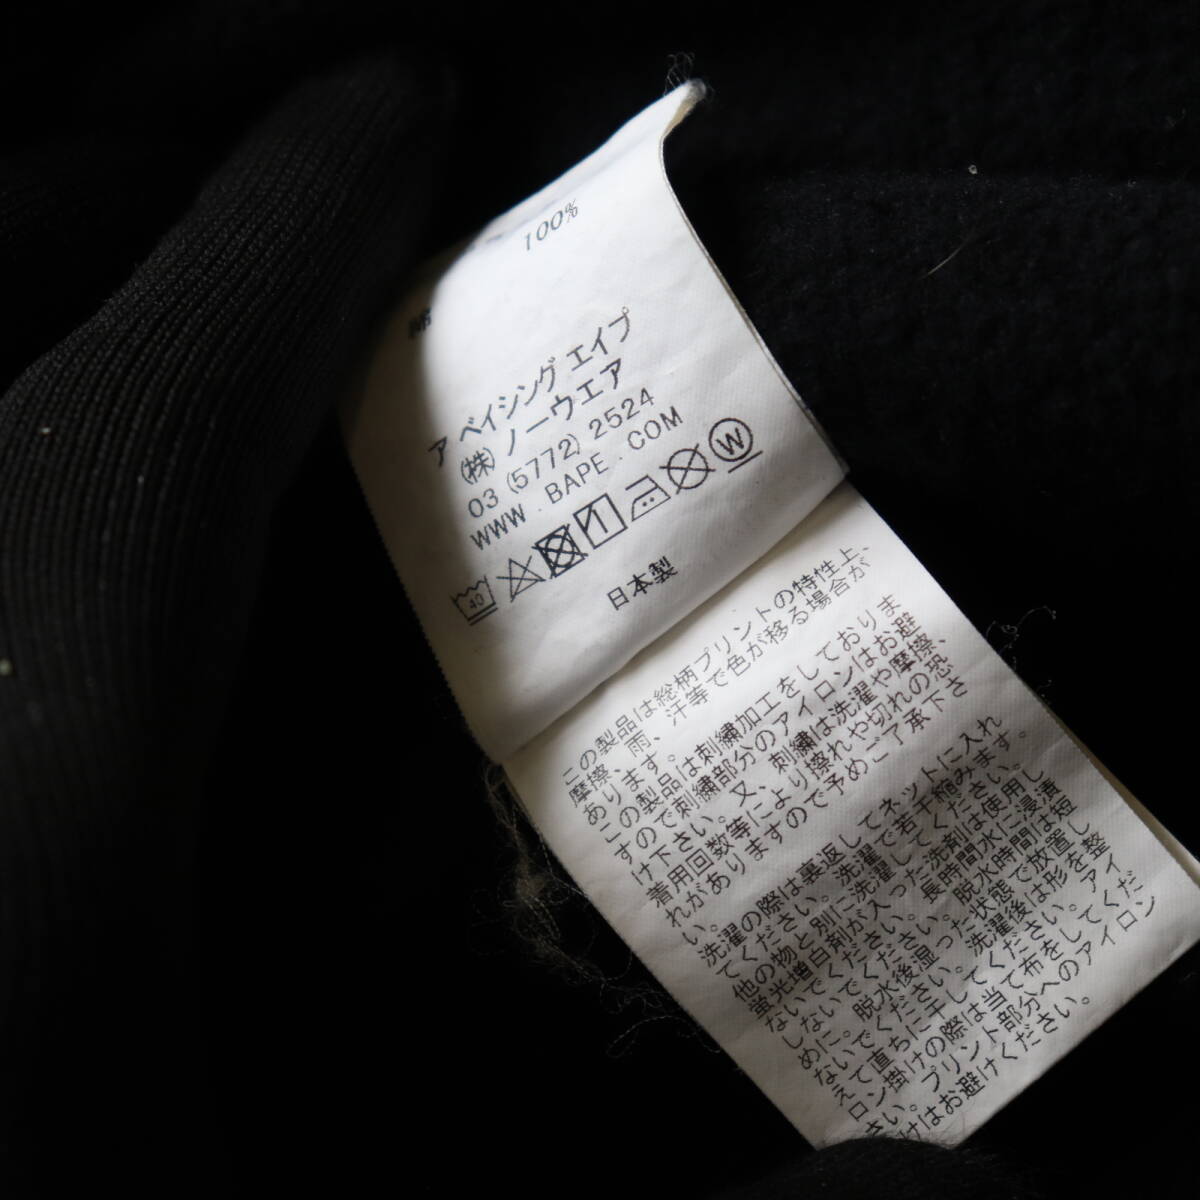 綿 100%
ア ベイシング エイプ
(株) ノーウエア
03 (5772) 2524
WWW . BAPE . COM
40 W
日本製
この製品は総柄プリントの特性上、
摩擦、雨、汗等で色が移る場合が
あります。
この製品は刺繍加工をしておりま
すので刺繍部分のアイロンはお避
け下さい。又、刺繍は洗濯や摩擦、
着用回数等により擦れや切れの恐
れがありますので予めご了承下さ
い。
洗濯の際は裏返してネットに入れ
てください。洗濯で若干縮みます。
他の物と別に洗濯してください。
蛍光増白剤が入った洗剤は使用し
ないでください。長時間水に浸漬
しないでください。脱水時間は短
めに。脱水後湿った状態で放置し
ないでください。洗濯後は形を整
えて直ちに干してください。アイ
ロン掛けの際は当て布をしてくだ
さい。プリント部分へのアイロン
けはお避けください。